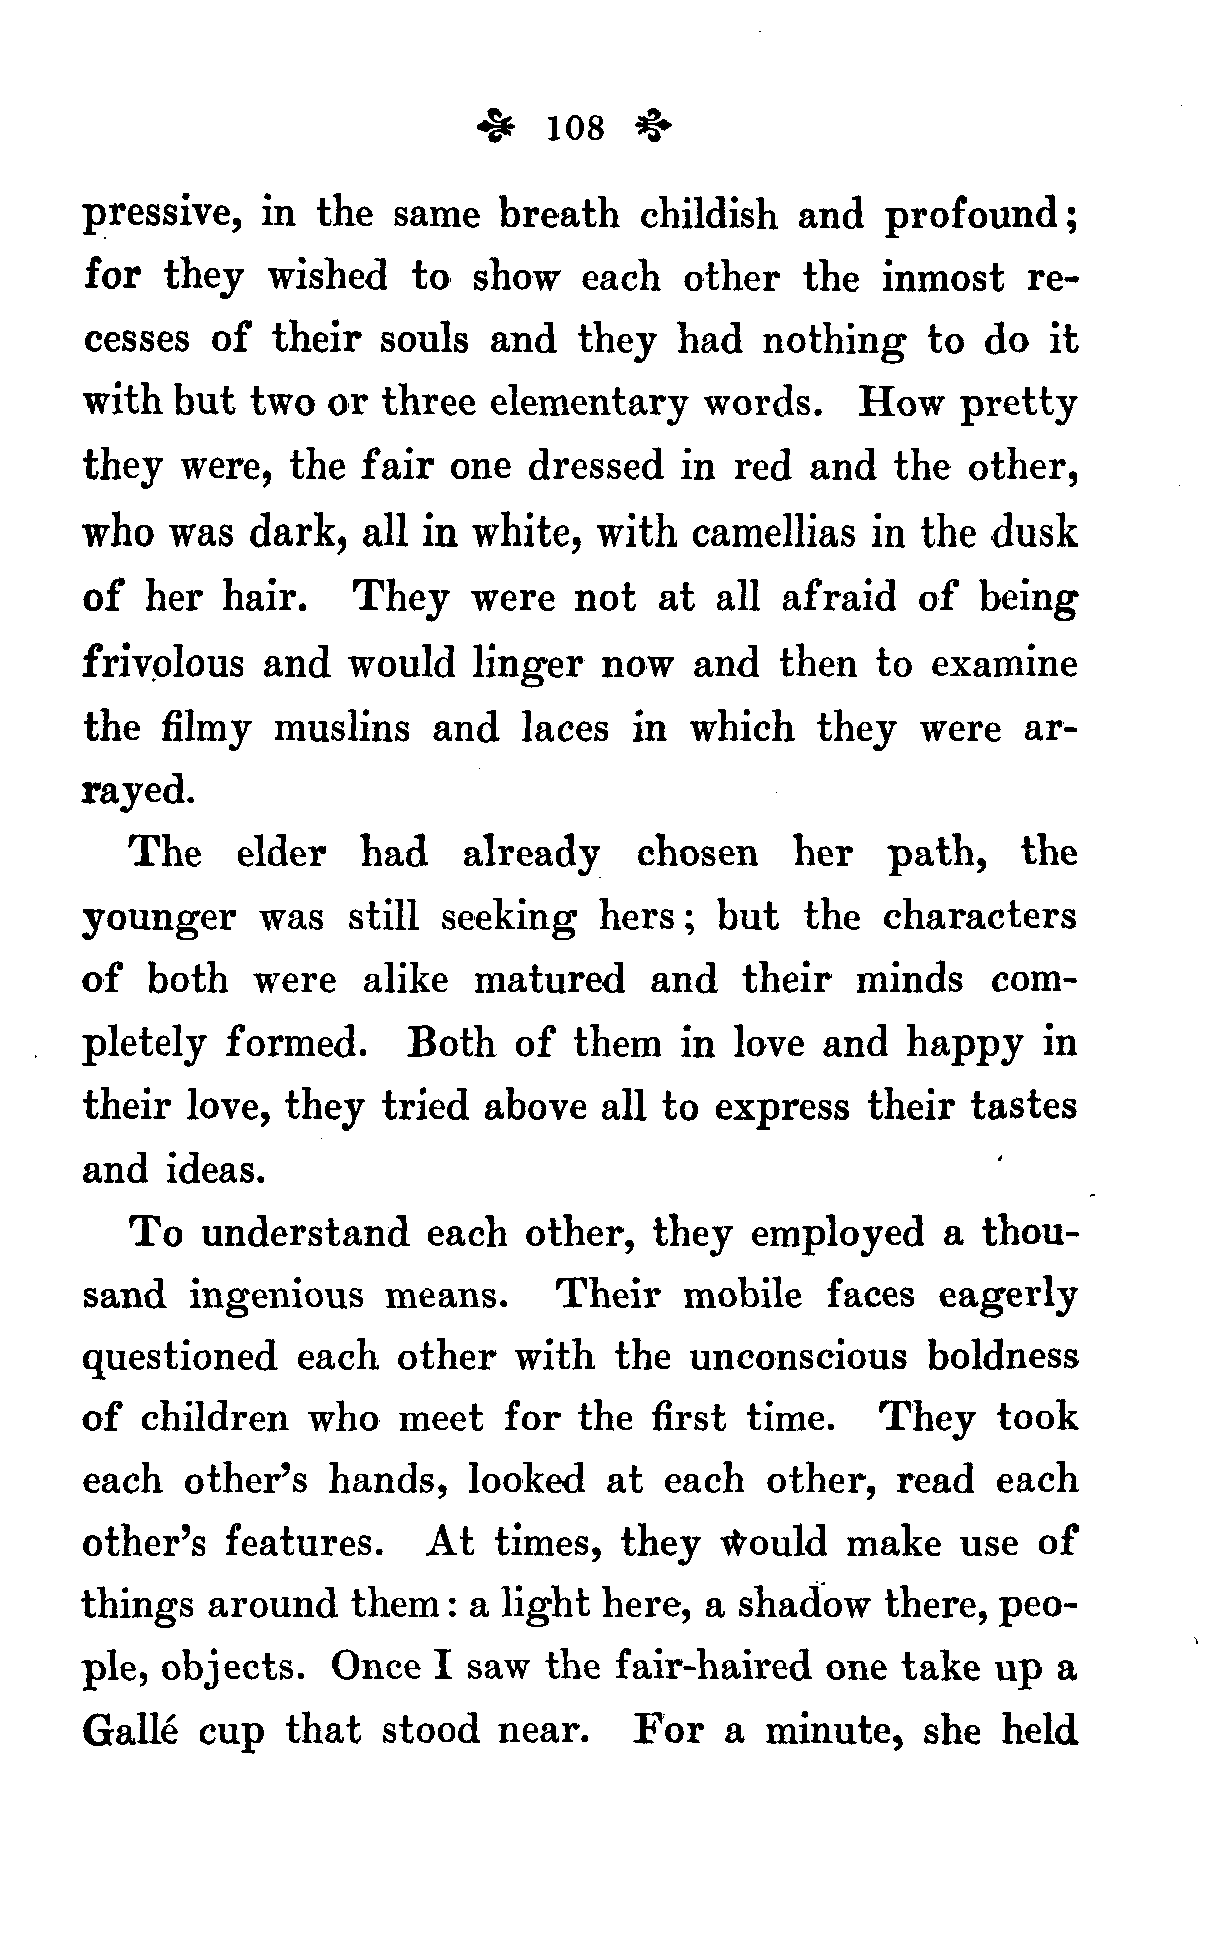 108
pressive, in the same breath childish and profound;
for they wished to show each other the inmost re-
cesses of their souls and they had nothing to do it
with but two or three elementary words. How pretty
they were, the fair one dressed in red and the other,
who was dark, all in white, with camellias in the dusk
of her hair. They were not at all afraid of being
frivolous and would linger now and then to examine
the filmy muslins and laces in which they were ar-
rayed.
The elder had already chosen her path, the
younger was still seeking hers; but the characters
of both were alike matured and their minds com-
pletely formed. Both of them in love and happy in
their love, they tried above all to express their tastes
and ideas.
To understand each other, they employed a thou-
sand ingenious means. Their mobile faces eagerly
questioned each other with the unconscious boldness
of children who meet for the first time. They took
each other's hands, looked at each other, read each
other's features. At times, they would make use of
things around them: a light here, a shadow there, peo-
ple, objects. Once I saw the fair-haired one take up a
Gallé cup that stood near. For a minute, she held